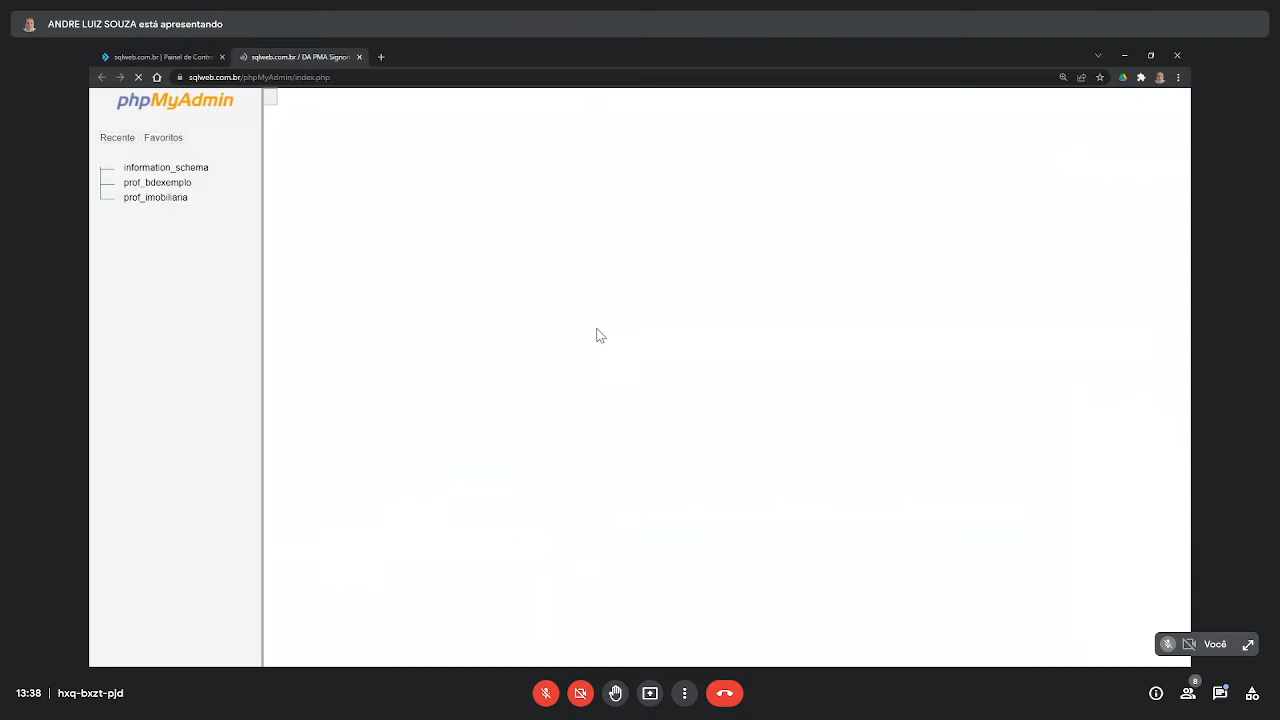 ANDRE LUIZ SOUZA está apresentando
sqlweb.com.br | Painel de Contro
sqlweb.com.br / DA PMA Signon
sqlweb.com.br/phpMyAdmin/index.php
phpMyAdmin
Recente Favoritos
information_schema
prof_bdexemplo
prof_imobiliaria
Você
13:38 hxq-bxzt-pjd
8